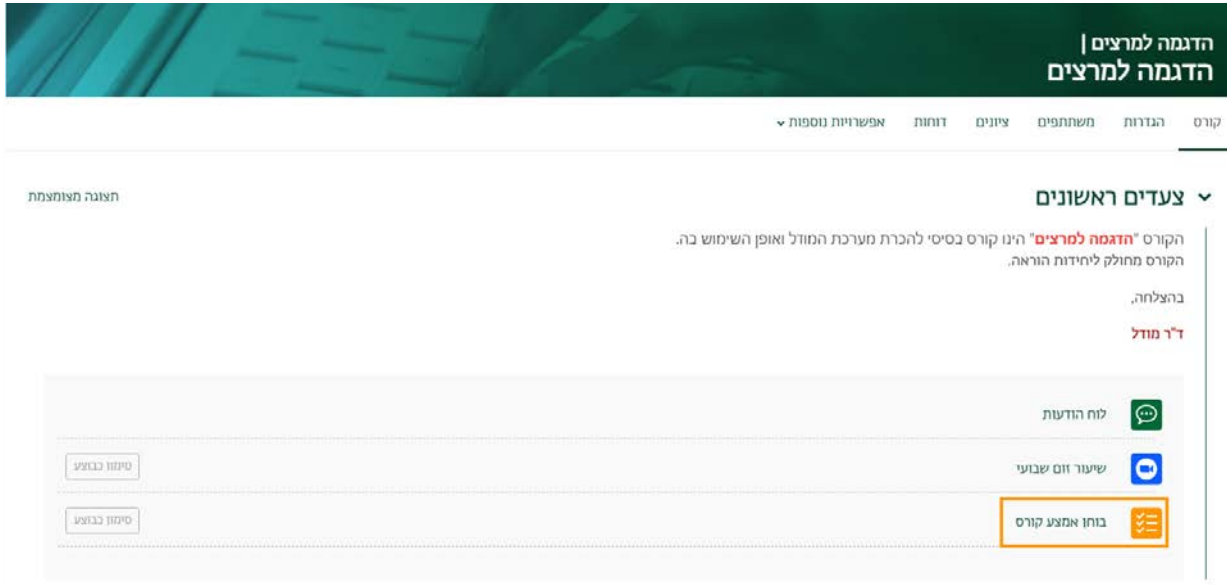 הדגמה למרצים |
הדגמה למרצים
קורס הגדרות משתתפים ציונים דוחות אפשרויות נוספות
צעדים ראשונים
תצוגה מצומצמת
הקורס "הדגמה למרצים" הינו קורס בסיסי להכרת מערכת המודל ואופן השימוש בה.
הקורס מחולק ליחידות הוראה.
בהצלחה,
ד"ר מודל
לוח הודעות
שיעור זום שבועי
סימון כבוצע
בוחן אמצע קורס
סימון כבוצע